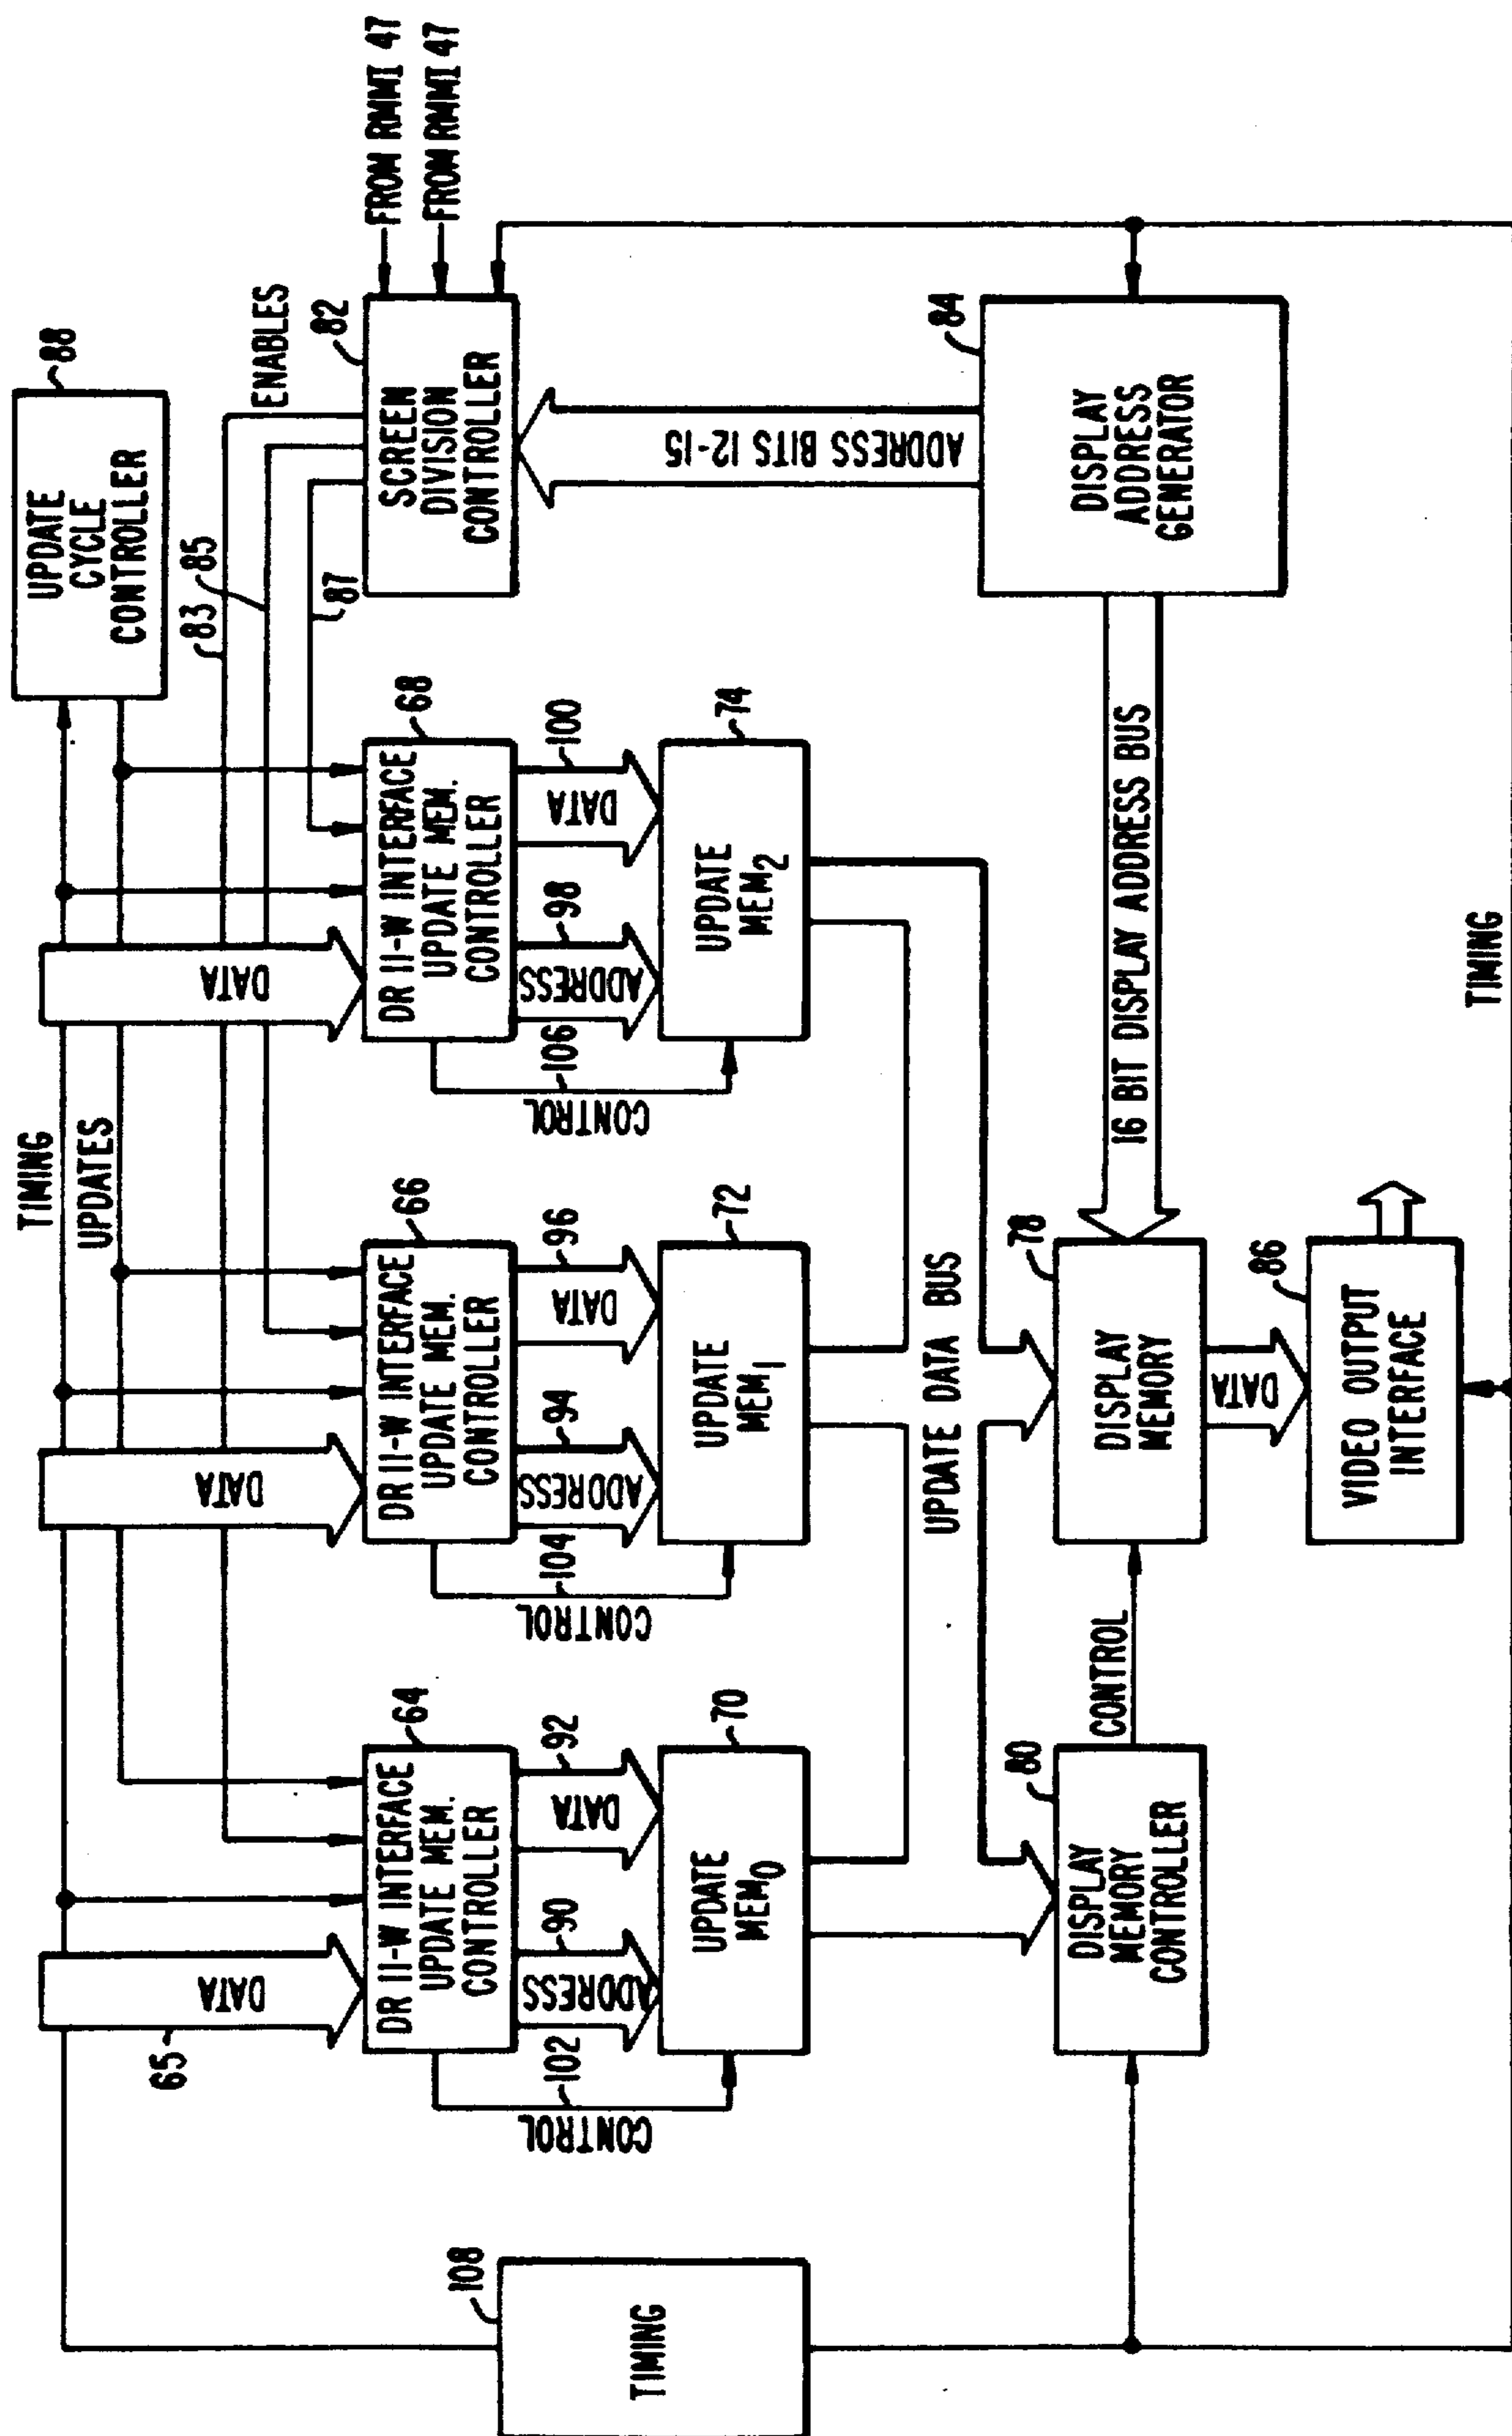 UPDATE
CYCLE
CONTROLLER
88
TIMING
UPDATES
ENABLES
83
85
87
FROM RMMI 47
FROM RMMI 47
65
DATA
DATA
DATA
DR 11-W INTERFACE
UPDATE MEM.
CONTROLLER
64
DR 11-W INTERFACE
UPDATE MEM.
CONTROLLER
66
DR 11-W INTERFACE
UPDATE MEM.
CONTROLLER
68
SCREEN
DIVISION
CONTROLLER
82
108
TIMING
CONTROL
102
ADDRESS
90
DATA
92
CONTROL
104
ADDRESS
94
DATA
96
CONTROL
106
ADDRESS
98
DATA
100
UPDATE
MEM0
70
UPDATE
MEM1
72
UPDATE
MEM2
74
ADDRESS BITS 12-15
UPDATE DATA BUS
DISPLAY
MEMORY
CONTROLLER
80
CONTROL
DISPLAY
MEMORY
78
16 BIT DISPLAY ADDRESS BUS
DISPLAY
ADDRESS
GENERATOR
84
DATA
VIDEO OUTPUT
INTERFACE
86
TIMING